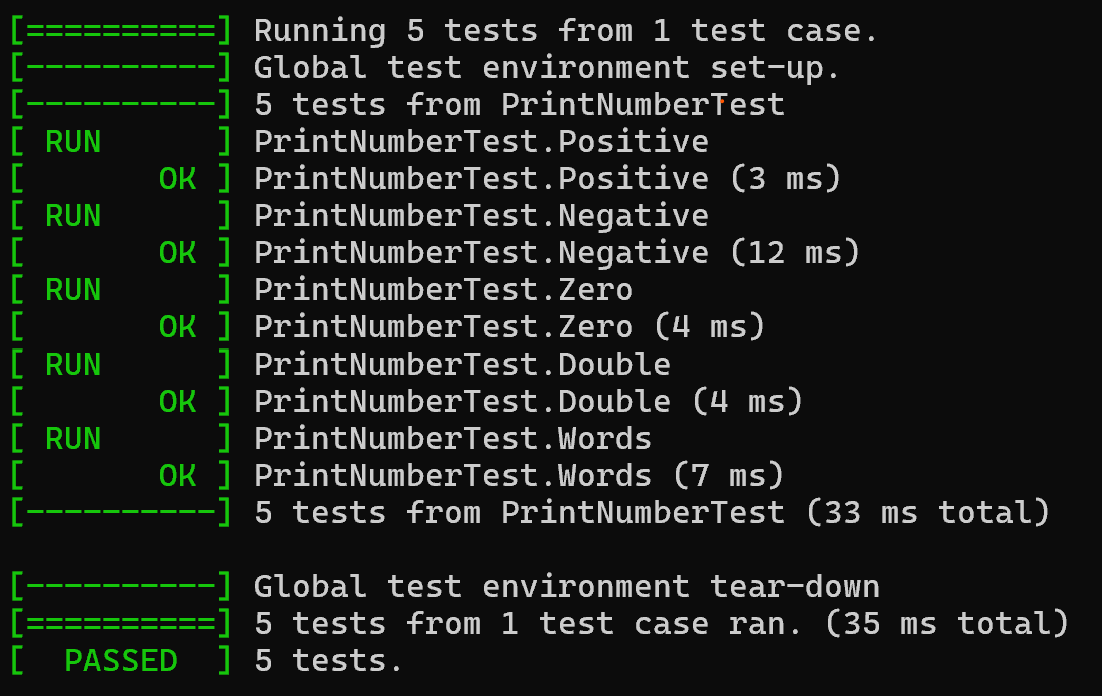 [==========] Running 5 tests from 1 test case.
[----------] Global test environment set-up.
[----------] 5 tests from PrintNumberTest
[ RUN      ] PrintNumberTest.Positive
[       OK ] PrintNumberTest.Positive (3 ms)
[ RUN      ] PrintNumberTest.Negative
[       OK ] PrintNumberTest.Negative (12 ms)
[ RUN      ] PrintNumberTest.Zero
[       OK ] PrintNumberTest.Zero (4 ms)
[ RUN      ] PrintNumberTest.Double
[       OK ] PrintNumberTest.Double (4 ms)
[ RUN      ] PrintNumberTest.Words
[       OK ] PrintNumberTest.Words (7 ms)
[----------] 5 tests from PrintNumberTest (33 ms total)

[----------] Global test environment tear-down
[==========] 5 tests from 1 test case ran. (35 ms total)
[  PASSED  ] 5 tests.